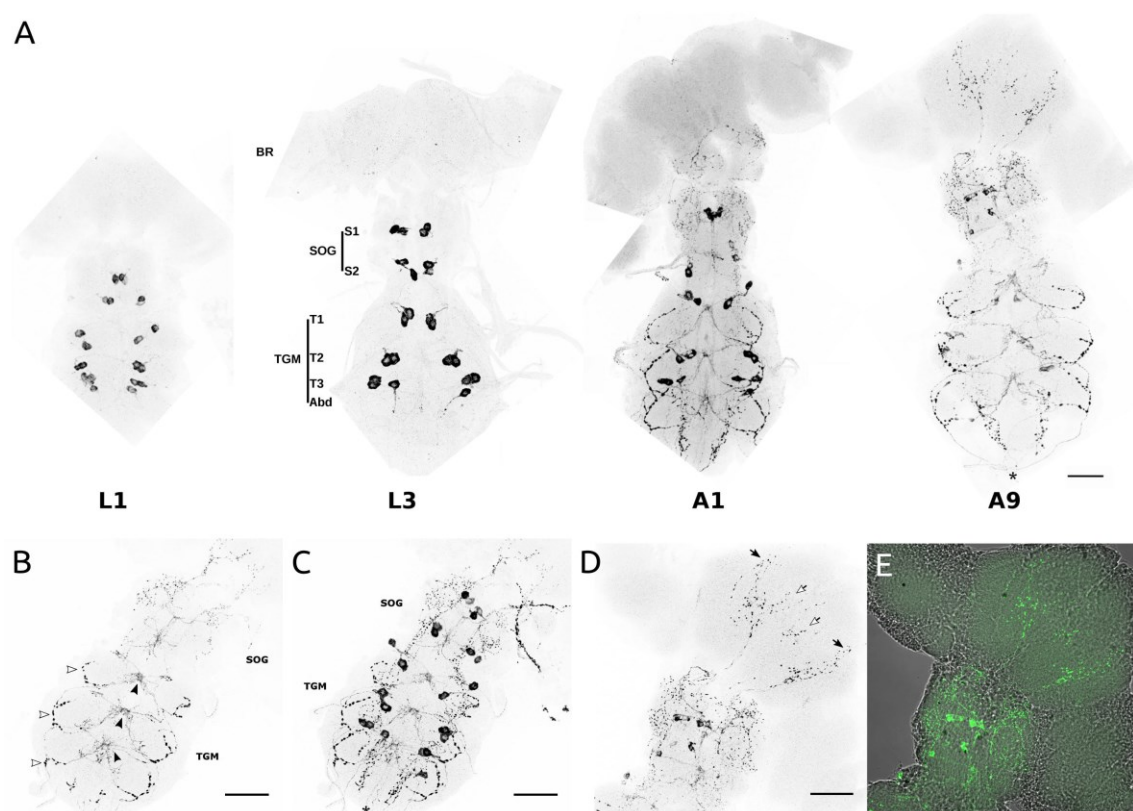 A
BR
S1
SOG
S2
T1
TGM T2
T3
Abd
*
L1 L3 A1 A9
B C D E
SOG
SOG
TGM
TGM
*